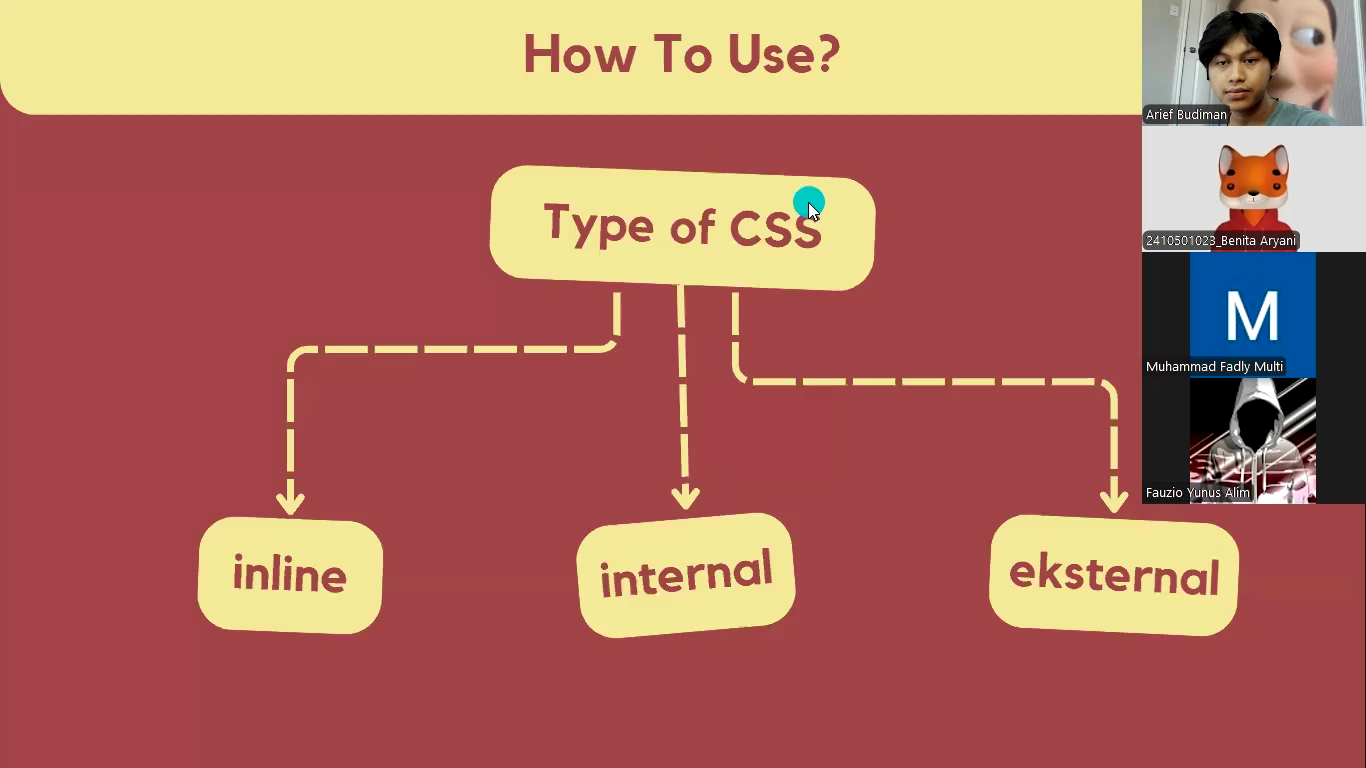 How To Use?
Type of CSS
inline
internal
eksternal
Arief Budiman
2410501023_Benita Aryani
M
Muhammad Fadly Multi
Fauzio Yunus Alim